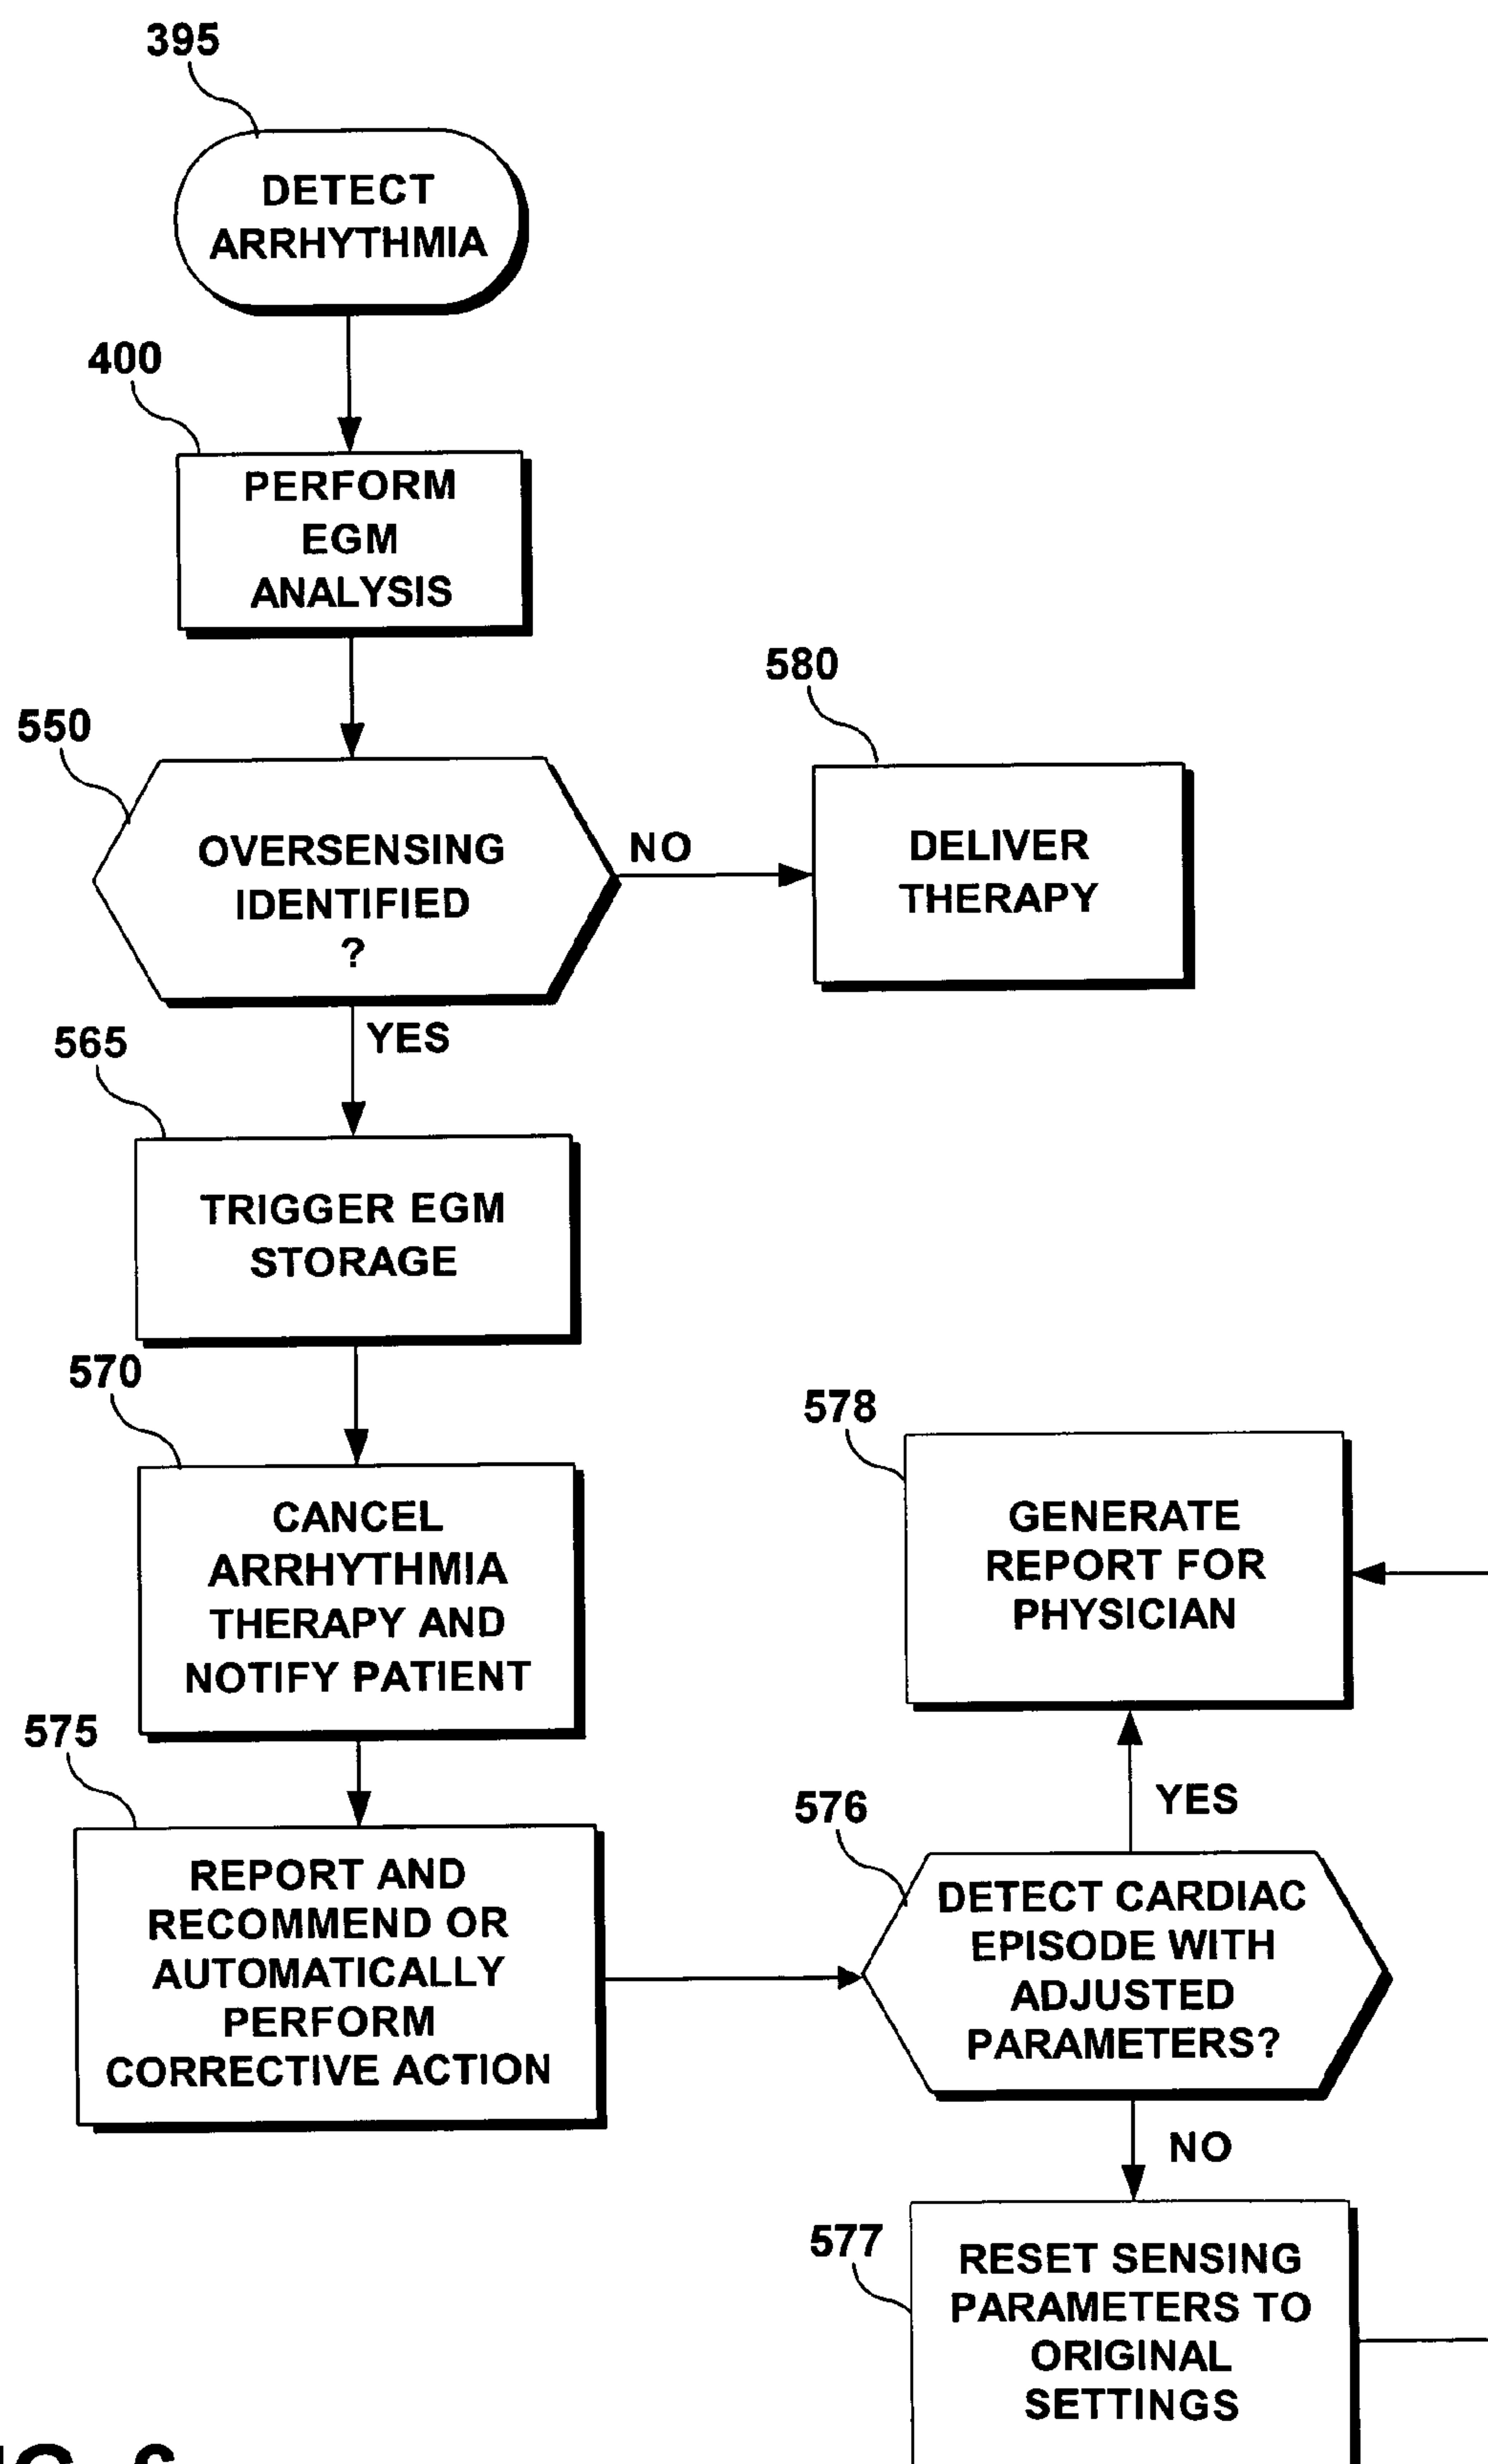 395
DETECT
ARRHYTHMIA
400
PERFORM
EGM
ANALYSIS
580
550
OVERSENSING
IDENTIFIED
?
NO
DELIVER
THERAPY
YES
565
TRIGGER EGM
STORAGE
570
CANCEL
ARRHYTHMIA
THERAPY AND
NOTIFY PATIENT
578
GENERATE
REPORT FOR
PHYSICIAN
575
REPORT AND
RECOMMEND OR
AUTOMATICALLY
PERFORM
CORRECTIVE ACTION
YES
576
DETECT CARDIAC
EPISODE WITH
ADJUSTED
PARAMETERS?
NO
577
RESET SENSING
PARAMETERS TO
ORIGINAL
SETTINGS